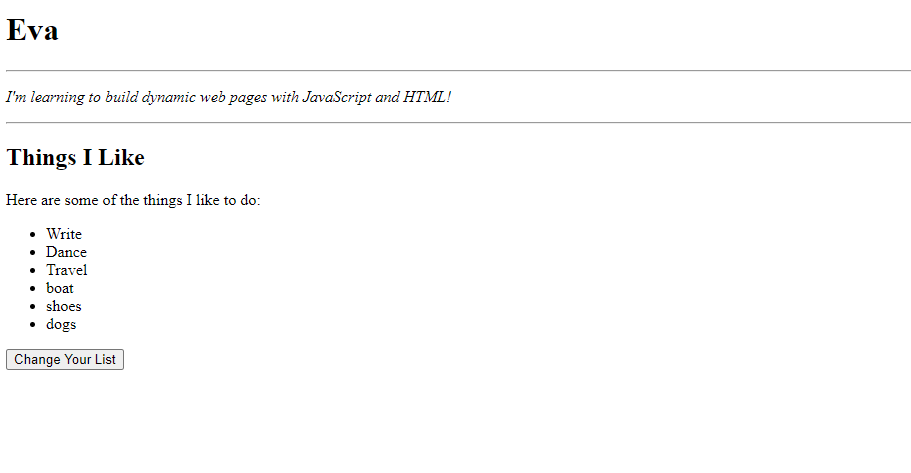 Eva
I'm learning to build dynamic web pages with JavaScript and HTML!
Things I Like
Here are some of the things I like to do:
Write
Dance
Travel
boat
shoes
dogs
Change Your List